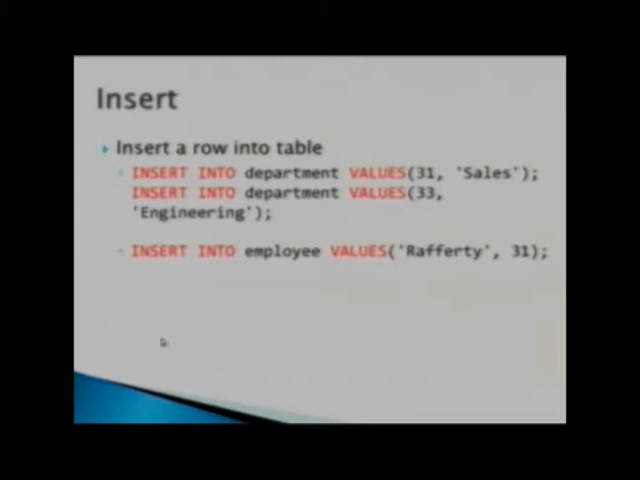 Insert
Insert a row into table
INSERT INTO department VALUES(31, 'Sales');
INSERT INTO department VALUES(33,
'Engineering');
INSERT INTO employee VALUES('Rafferty', 31);